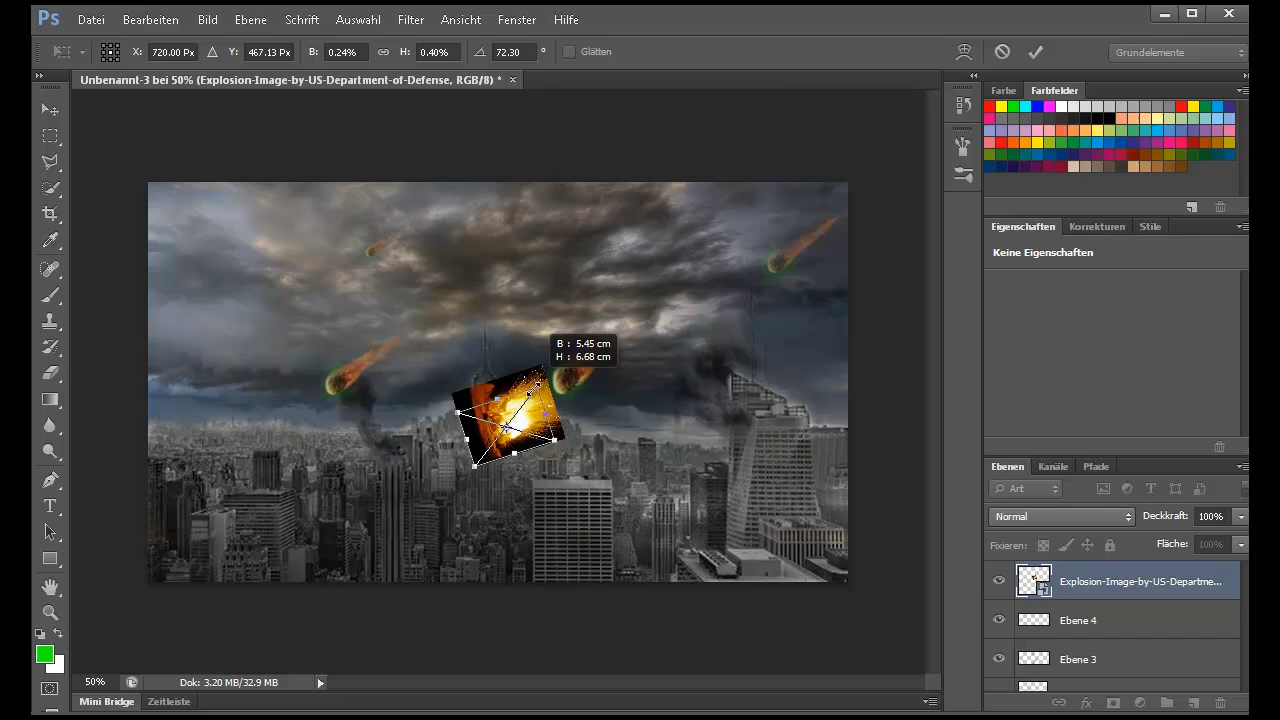 Ps Datei Bearbeiten Bild Ebene Schrift Auswahl Filter Ansicht Fenster Hilfe
X: 720.00 Px Y: 467.13 Px B: 0.24% H: 0.40% 72.30 ° Glätten Grundelemente
Unbenannt-3 bei 50% (Explosion-Image-by-US-Department-of-Defense, RGB/8) * ×
Farbe Farbfelder
Eigenschaften Korrekturen Stile
Keine Eigenschaften
B : 5.45 cm
H : 6.68 cm
Ebenen Kanäle Pfade
Art
Normal Deckkraft: 100%
Fixieren: Fläche: 100%
Explosion-Image-by-US-Departme...
Ebene 4
Ebene 3
50% Dok: 3.20 MB/32.9 MB
Mini Bridge Zeitleiste